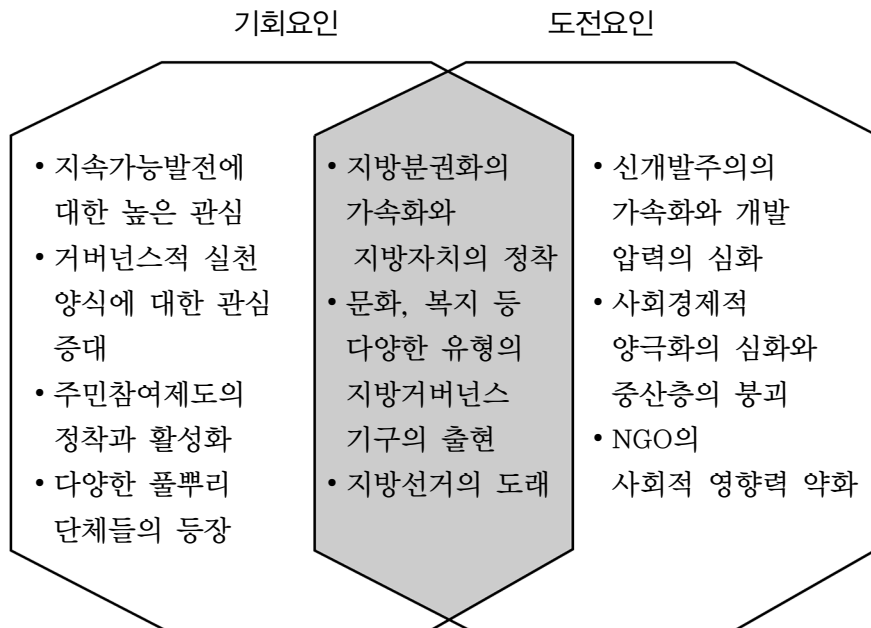 기회요인
도전요인
• 지속가능발전에
대한 높은 관심
• 거버넌스적 실천
양식에 대한 관심
증대
• 주민참여제도의
정착과 활성화
• 다양한 풀뿌리
단체들의 등장
• 지방분권화의
가속화와
지방자치의 정착
• 문화, 복지 등
다양한 유형의
지방거버넌스
기구의 출현
• 지방선거의 도래
• 신개발주의의
가속화와 개발
압력의 심화
• 사회경제적
양극화의 심화와
중산층의 붕괴
• NGO의
사회적 영향력 약화